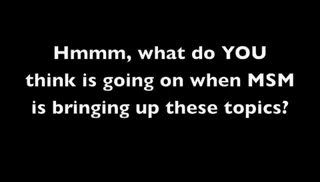 Hmmm, what do YOU
think is going on when MSM
is bringing up these topics?